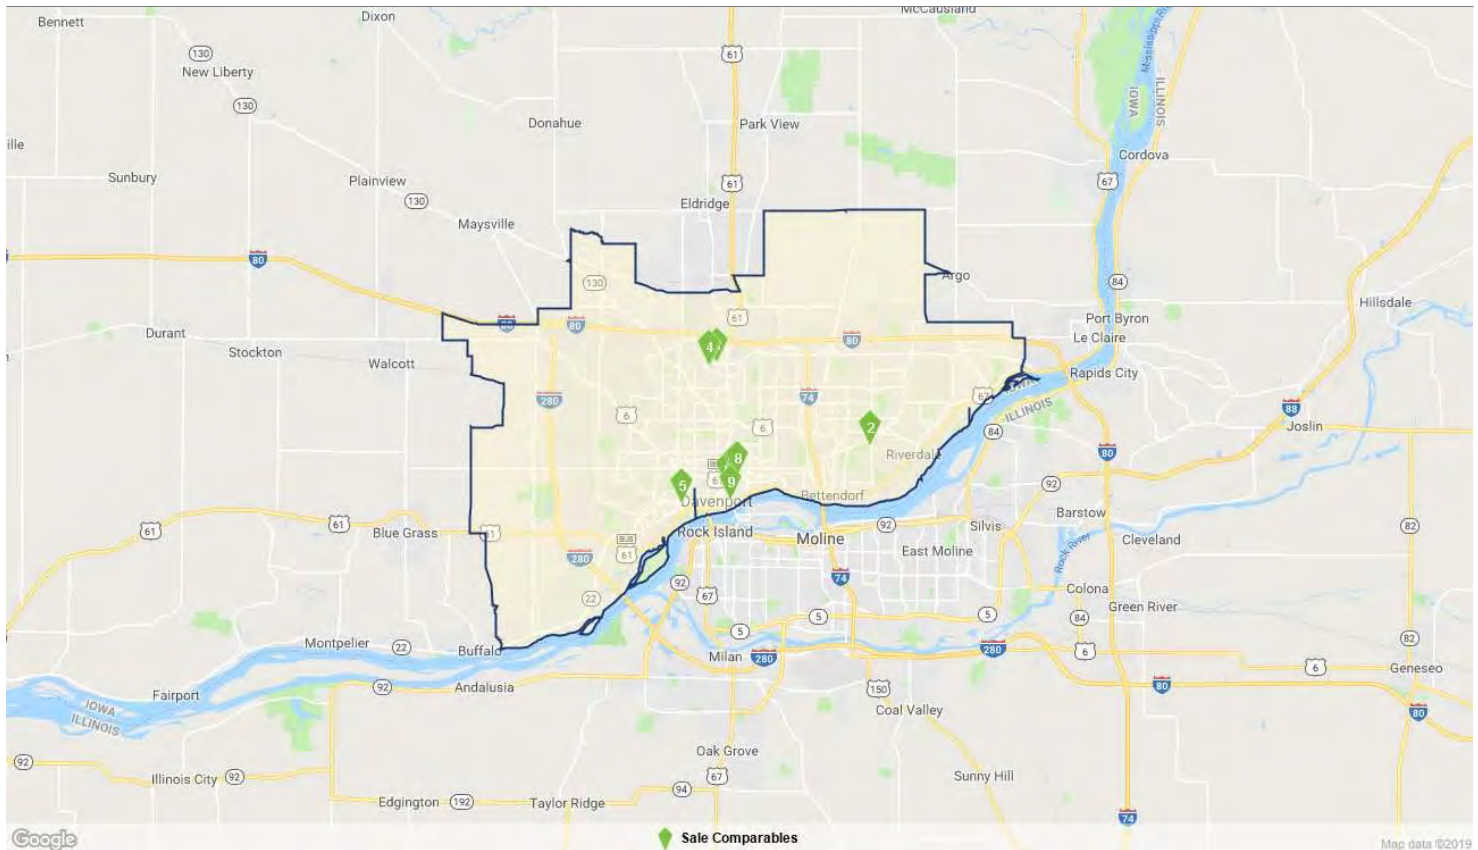 McCausland
Bennett
Dixon
130
61
New Liberty
Mississippi
130
IOWA
ILLINOIS
Donahue
Park View
ille
Cordova
Sunbury
Plainview
61
67
130
Eldridge
Maysville
80
Argo
130
84
Hillsdale
61
Port Byron
80
80
Durant
Le Claire
80
4
Stockton
Walcott
Rapids City
67
280
74
88
ILLINOIS
6
6
2
84
Joslin
Riverdale
80
8
5
9
92
Davenport
Bettendorf
61
61
Blue Grass
61
Rock Island
92
Silvis
Barstow
82
Moline
BUS
61
East Moline
Rock River
Cleveland
280
92
74
67
Colona
22
5
5
84
Green River
5
Montpelier
22
Buffalo
Milan
280
280
6
82
6
Geneseo
92
Andalusia
150
80
Fairport
IOWA
ILLINOIS
Coal Valley
80
Oak Grove
92
Illinois City
92
67
Sunny Hill
94
Edgington
192
Taylor Ridge
74
Google
Sale Comparables
Map data ©2019